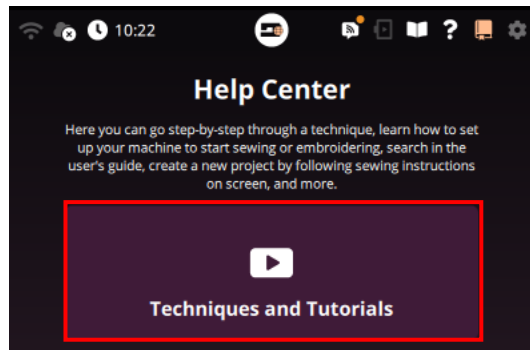 10:22
Help Center
Here you can go step-by-step through a technique, learn how to set
up your machine to start sewing or embroidering, search in the
user's guide, create a new project by following sewing instructions
on screen, and more.
Techniques and Tutorials